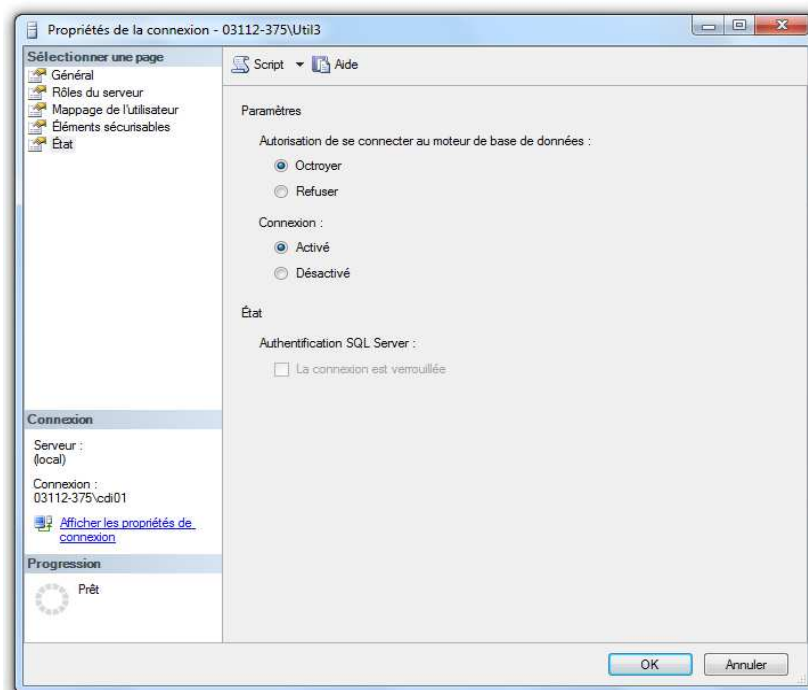 Propriétés de la connexion - 03112-375\Util3
Sélectionner une page
Général
Rôles du serveur
Mappage de l'utilisateur
Éléments sécurisables
État
Script
Aide
Paramètres
Autorisation de se connecter au moteur de base de données :
Octroyer
Refuser
Connexion :
Activé
Désactivé
État
Authentification SQL Server :
La connexion est verrouillée
Connexion
Serveur :
(local)
Connexion :
03112-375\cdi01
Afficher les propriétés de
connexion
Progression
Prêt
OK
Annuler